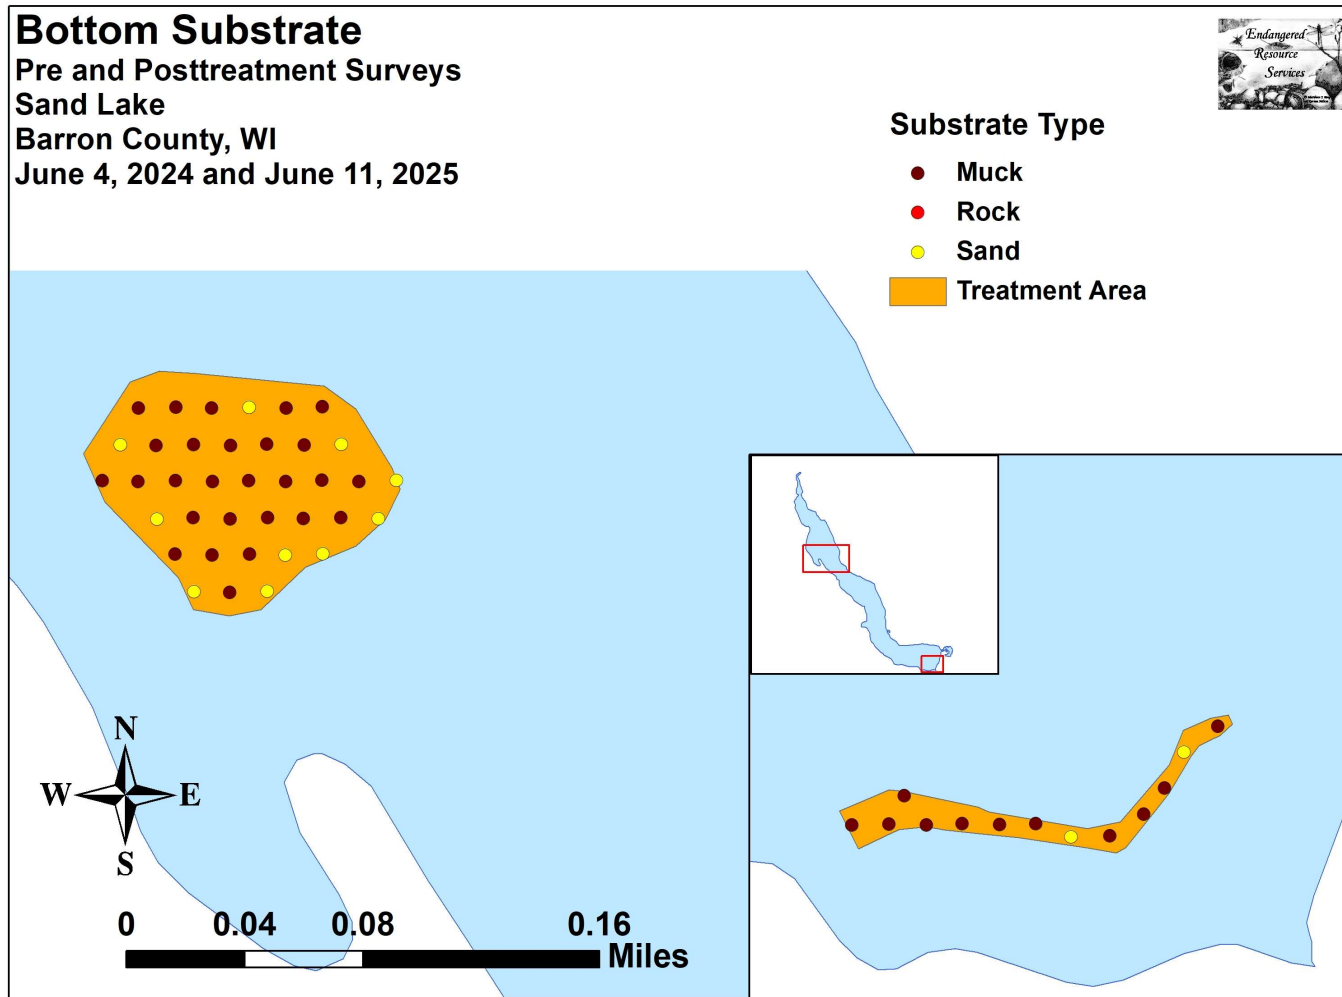 Bottom Substrate
Pre and Posttreatment Surveys
Sand Lake
Barron County, WI
June 4, 2024 and June 11, 2025
Endangered
Resource
Services
Substrate Type
Muck
Rock
Sand
Treatment Area
N
W E
S
0 0.04 0.08 0.16
Miles